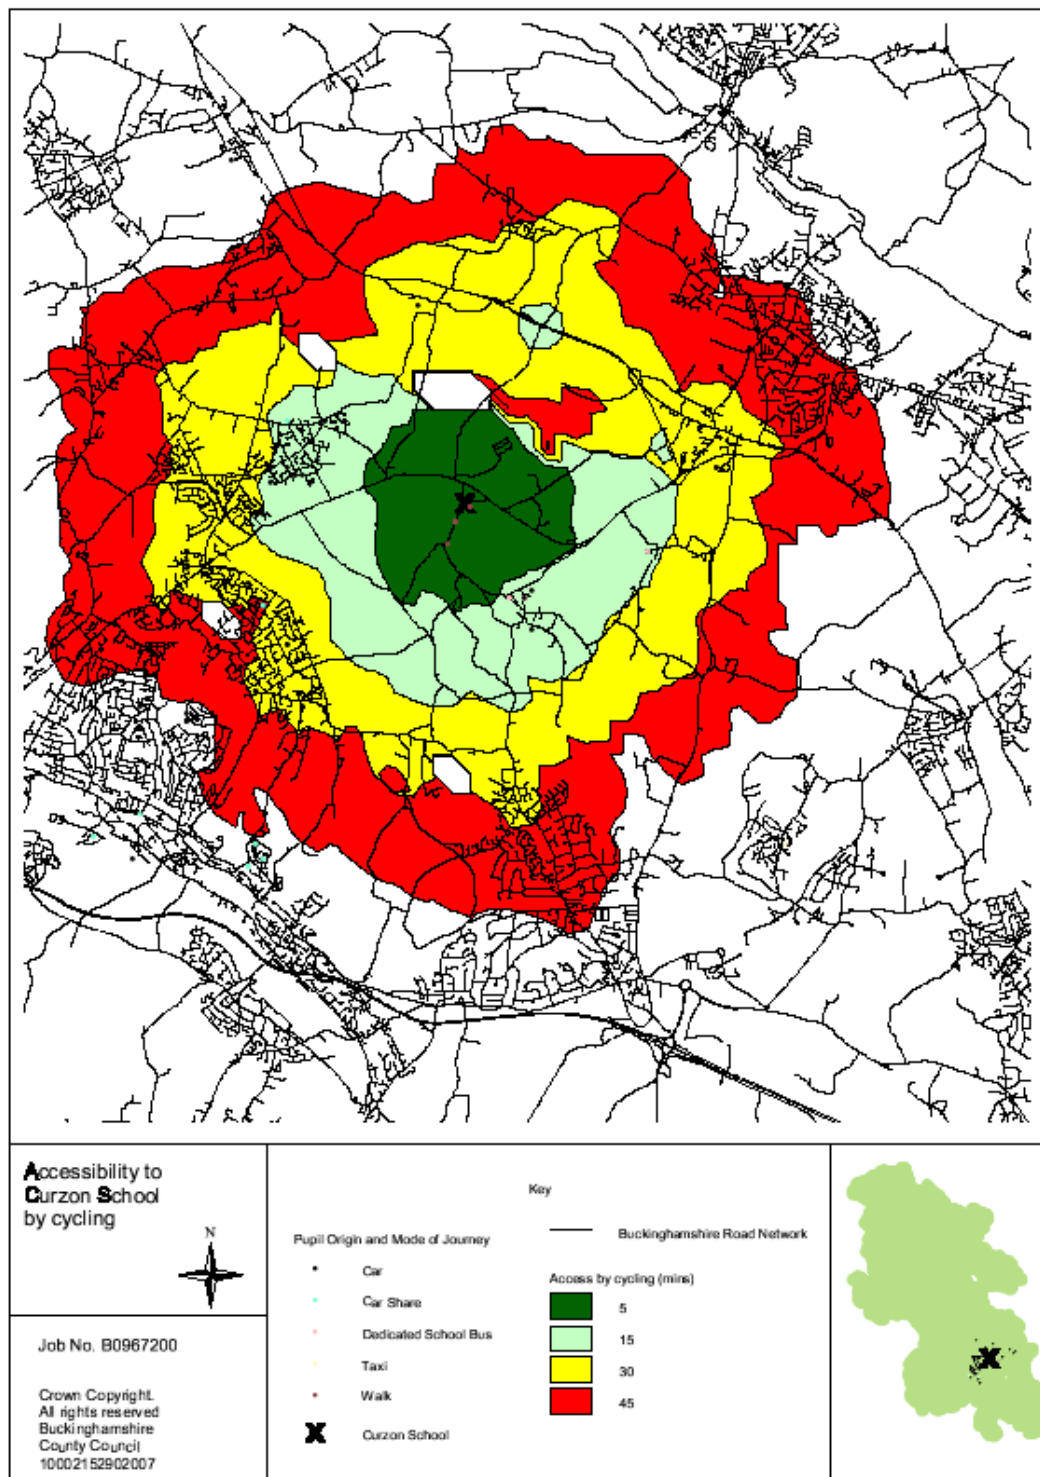 Accessibility to
Curzon School
by cycling
N
Job No. B0967200
Crown Copyright.
All rights reserved
Buckinghamshire
County Council
10002152902007
Key
Pupil Origin and Mode of Journey
Car
Car Share
Dedicated School Bus
Taxi
Walk
X Curzon School
Buckinghamshire Road Network
Access by cycling (mins)
5
15
30
45